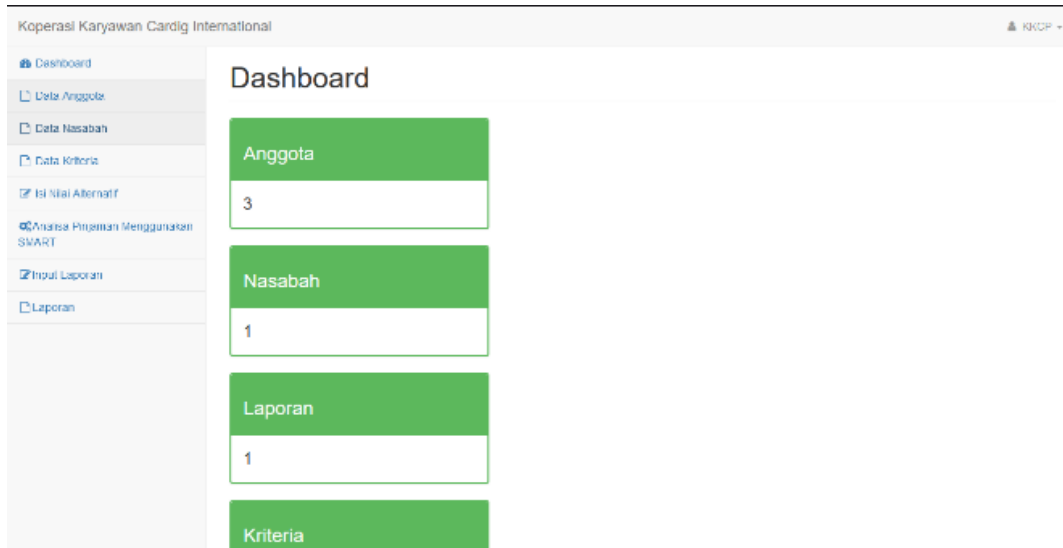 Koperasi Karyawan Cardig International
KKCP
Dashboard
Data Anggota
Data Nasabah
Data Kriteria
Isi Nilai Alternatif
Analisa Pinjaman Menggunakan
SMART
Input Laporan
Laporan
Dashboard
Anggota
3
Nasabah
1
Laporan
1
Kriteria